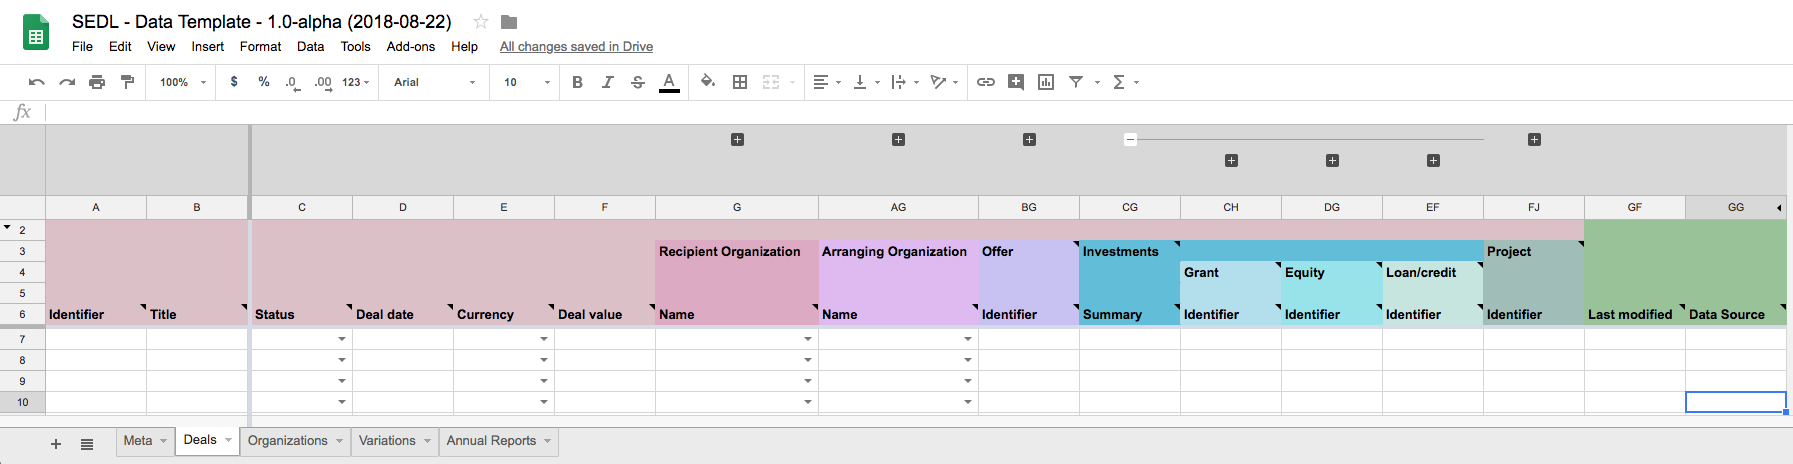 SEDL - Data Template - 1.0-alpha (2018-08-22)
File Edit View Insert Format Data Tools Add-ons Help All changes saved in Drive
100% $ % .0 .00 123 Arial 10 B I S A Σ
fx
A B C D E F G AG BG CG CH DG EF FJ GF GG
2
3 Recipient Organization Arranging Organization Offer Investments Project
4 Grant Equity Loan/credit
5
6 Identifier Title Status Deal date Currency Deal value Name Name Identifier Summary Identifier Identifier Identifier Identifier Last modified Data Source
7
8
9
10
Meta Deals Organizations Variations Annual Reports